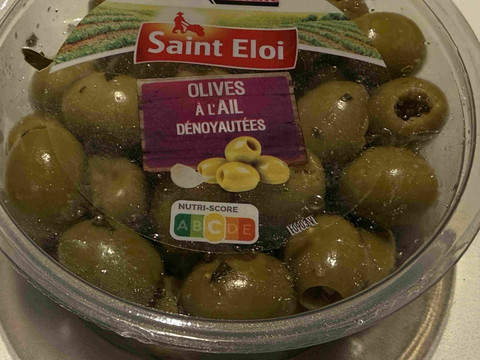 Saint Eloi
OLIVES
À L'AIL
DÉNOYAUTÉES
NUTRI-SCORE
A B C D E